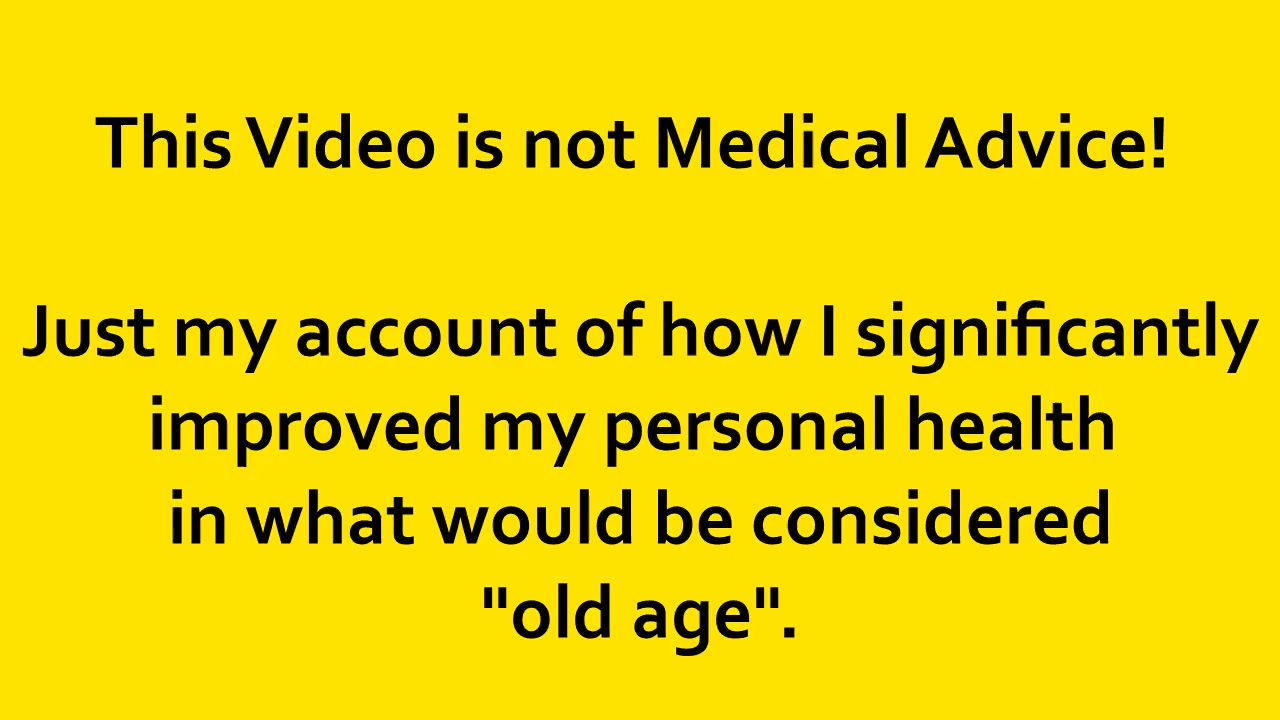 This Video is not Medical Advice!
Just my account of how I significantly
improved my personal health
in what would be considered
"old age".